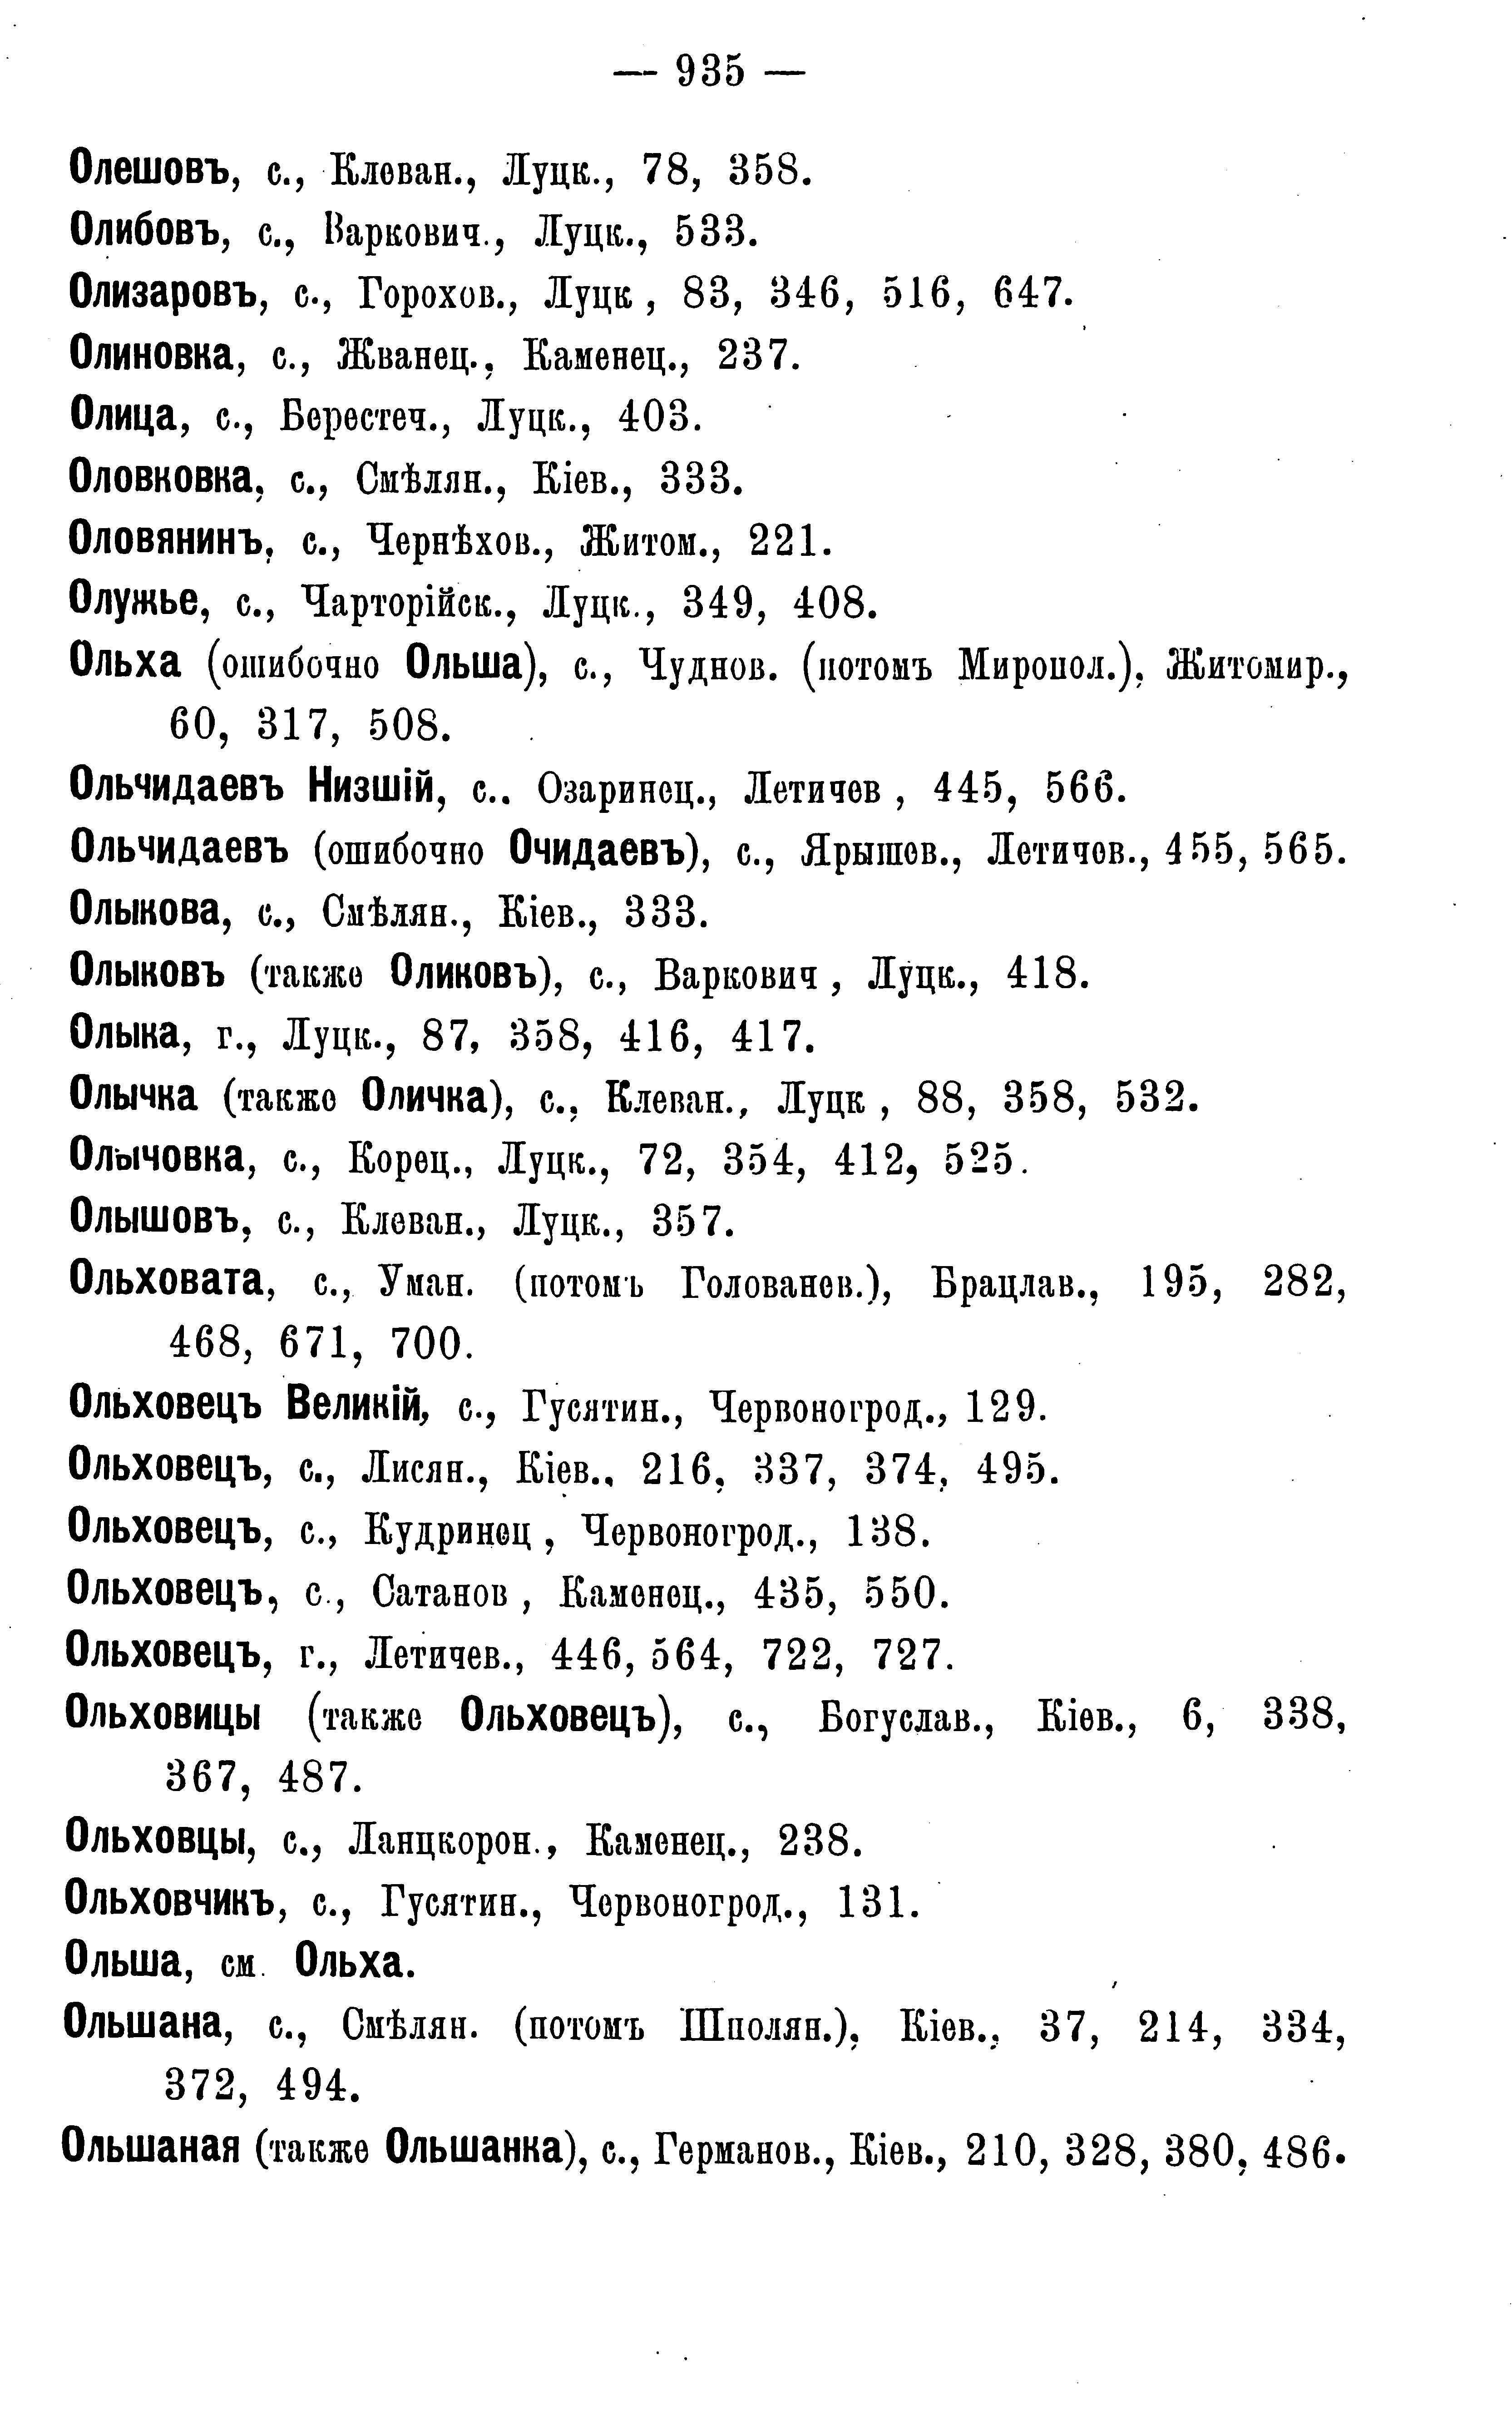 — 935 —
Олешовъ, с., Клеван., Луцк., 78, 358.
Олибовъ, с., Варкович., Луцк., 533.
Олизаровъ, с., Горохов., Луцк , 83, 346, 516, 647.
Олиновка, с., Жванец., Каменец., 237.
Олица, с., Берестеч., Луцк., 403.
Оловковка, с., Смѣлян., Кіев., 333.
Оловянинъ, с., Чернѣхов., Житом., 221.
Олужье, с., Чарторійск., Луцк., 349, 408.
Ольха (ошибочно Ольша), с., Чуднов. (потомъ Миропол.), Житомир.,
60, 317, 508.
Ольчидаевъ Низшій, с.. Озаринец., Летичев , 445, 566.
Ольчидаевъ (ошибочно Очидаевъ), с., Ярышев., Летичев., 455, 565.
Олыкова, с., Смѣлян., Кіев., 333.
Олыковъ (также Оликовъ), с., Варкович , Луцк., 418.
Олыка, г., Луцк., 87, 358, 416, 417.
Олычка (также Оличка), с., Клеван., Луцк , 88, 358, 532.
Олычовка, с., Корец., Луцк., 72, 354, 412, 525.
Олышовъ, с., Клеван., Луцк., 357.
Ольховата, с., Уман. (потомъ Голованев.), Брацлав., 195, 282,
468, 671, 700.
Ольховецъ Великій, с., Гусятин., Червоногрод., 129.
Ольховецъ, с., Лисян., Кіев., 216, 337, 374, 495.
Ольховецъ, с., Кудринец , Червоногрод., 138.
Ольховецъ, с., Сатанов , Каменец., 435, 550.
Ольховецъ, г., Летичев., 446, 564, 722, 727.
Ольховицы (также Ольховецъ), с., Богуслав., Кіев., 6, 338,
367, 487.
Ольховцы, с., Ланцкорон., Каменец., 238.
Ольховчикъ, с., Гусятин., Червоногрод., 131.
Ольша, см. Ольха.
Ольшана, с., Смѣлян. (потомъ Шполян.), Кіев., 37, 214, 334,
372, 494.
Ольшаная (также Ольшанка), с., Германов., Кіев., 210, 328, 380, 486.